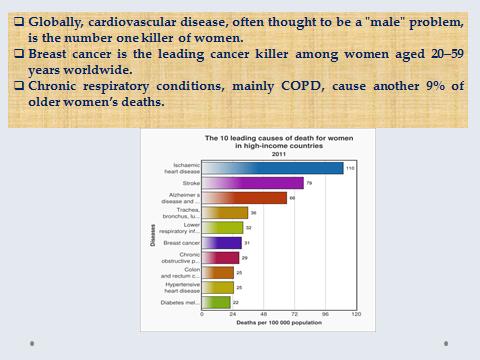 ❑ Globally, cardiovascular disease, often thought to be a "male" problem,
is the number one killer of women.
❑ Breast cancer is the leading cancer killer among women aged 20–59
years worldwide.
❑ Chronic respiratory conditions, mainly COPD, cause another 9% of
older women's deaths.
The 10 leading causes of death for women
in high-income countries
2011
Ischaemic
heart disease
110
Stroke
79
Alzheimer's
disease and ...
66
Trachea,
bronchus, lu...
36
Lower
respiratory inf...
32
Breast cancer
31
Chronic
obstructive p...
29
Colon
and rectum c...
25
Hypertensive
heart disease
25
Diabetes mel...
22
Diseases
0 24 48 72 96 120
Deaths per 100 000 population